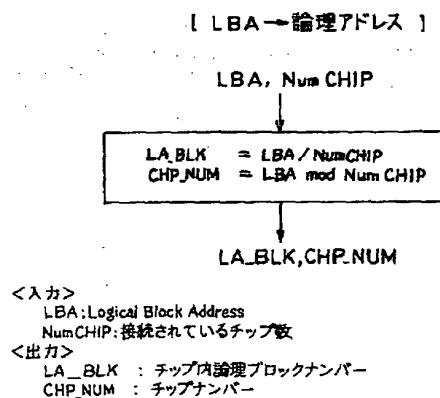 [ LBA→論理アドレス ]
LBA, Num CHIP
LA_BLK = LBA/NumCHIP
CHP_NUM = LBA mod Num CHIP
LA_BLK,CHP_NUM
<入力>
LBA:Logical Block Address
NumCHIP:接続されているチップ数
<出力>
LA_BLK : チップ内論理ブロックナンバー
CHP_NUM : チップナンバー